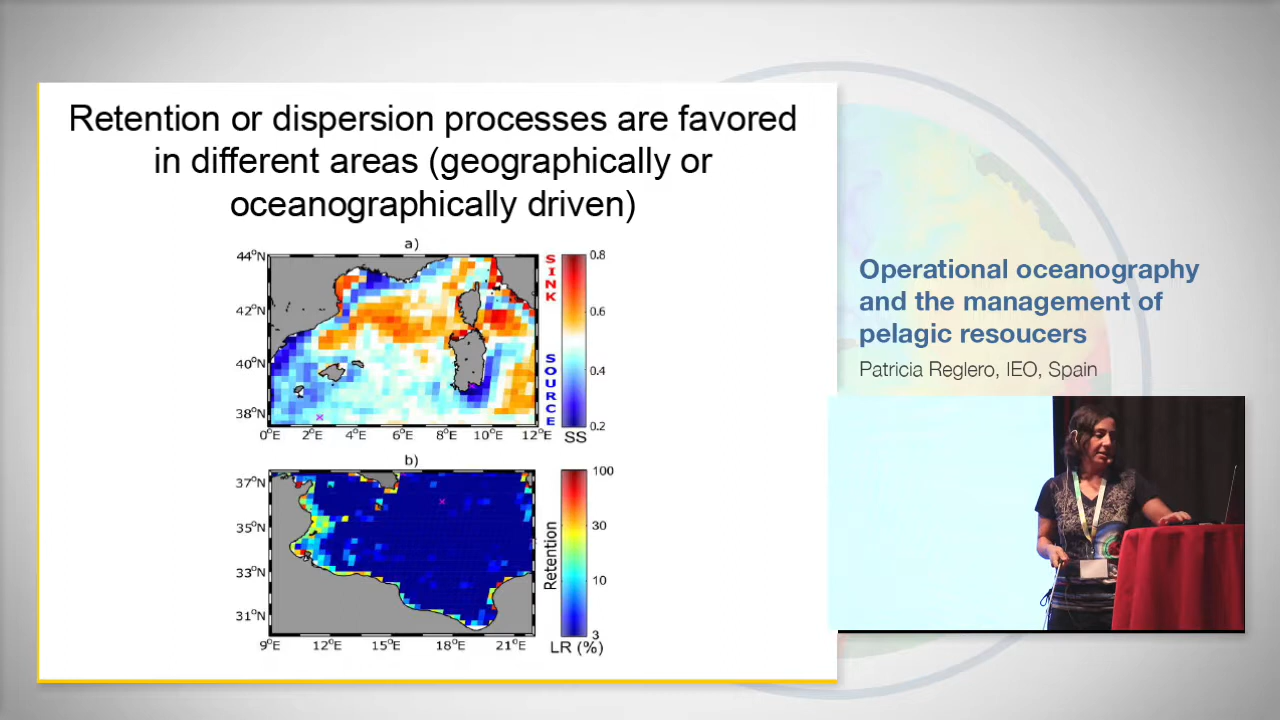 Retention or dispersion processes are favored
in different areas (geographically or
oceanographically driven)
a)
44°N
42°N
40°N
38°N
0°E 2°E 4°E 6°E 8°E 10°E 12°E
SINK
SOURCE
0.8
0.6
0.4
0.2
SS
b)
37°N
35°N
33°N
31°N
9°E 12°E 15°E 18°E 21°E
Retention
100
30
10
3
LR (%)
Operational oceanography
and the management of
pelagic resoucers
Patricia Reglero, IEO, Spain